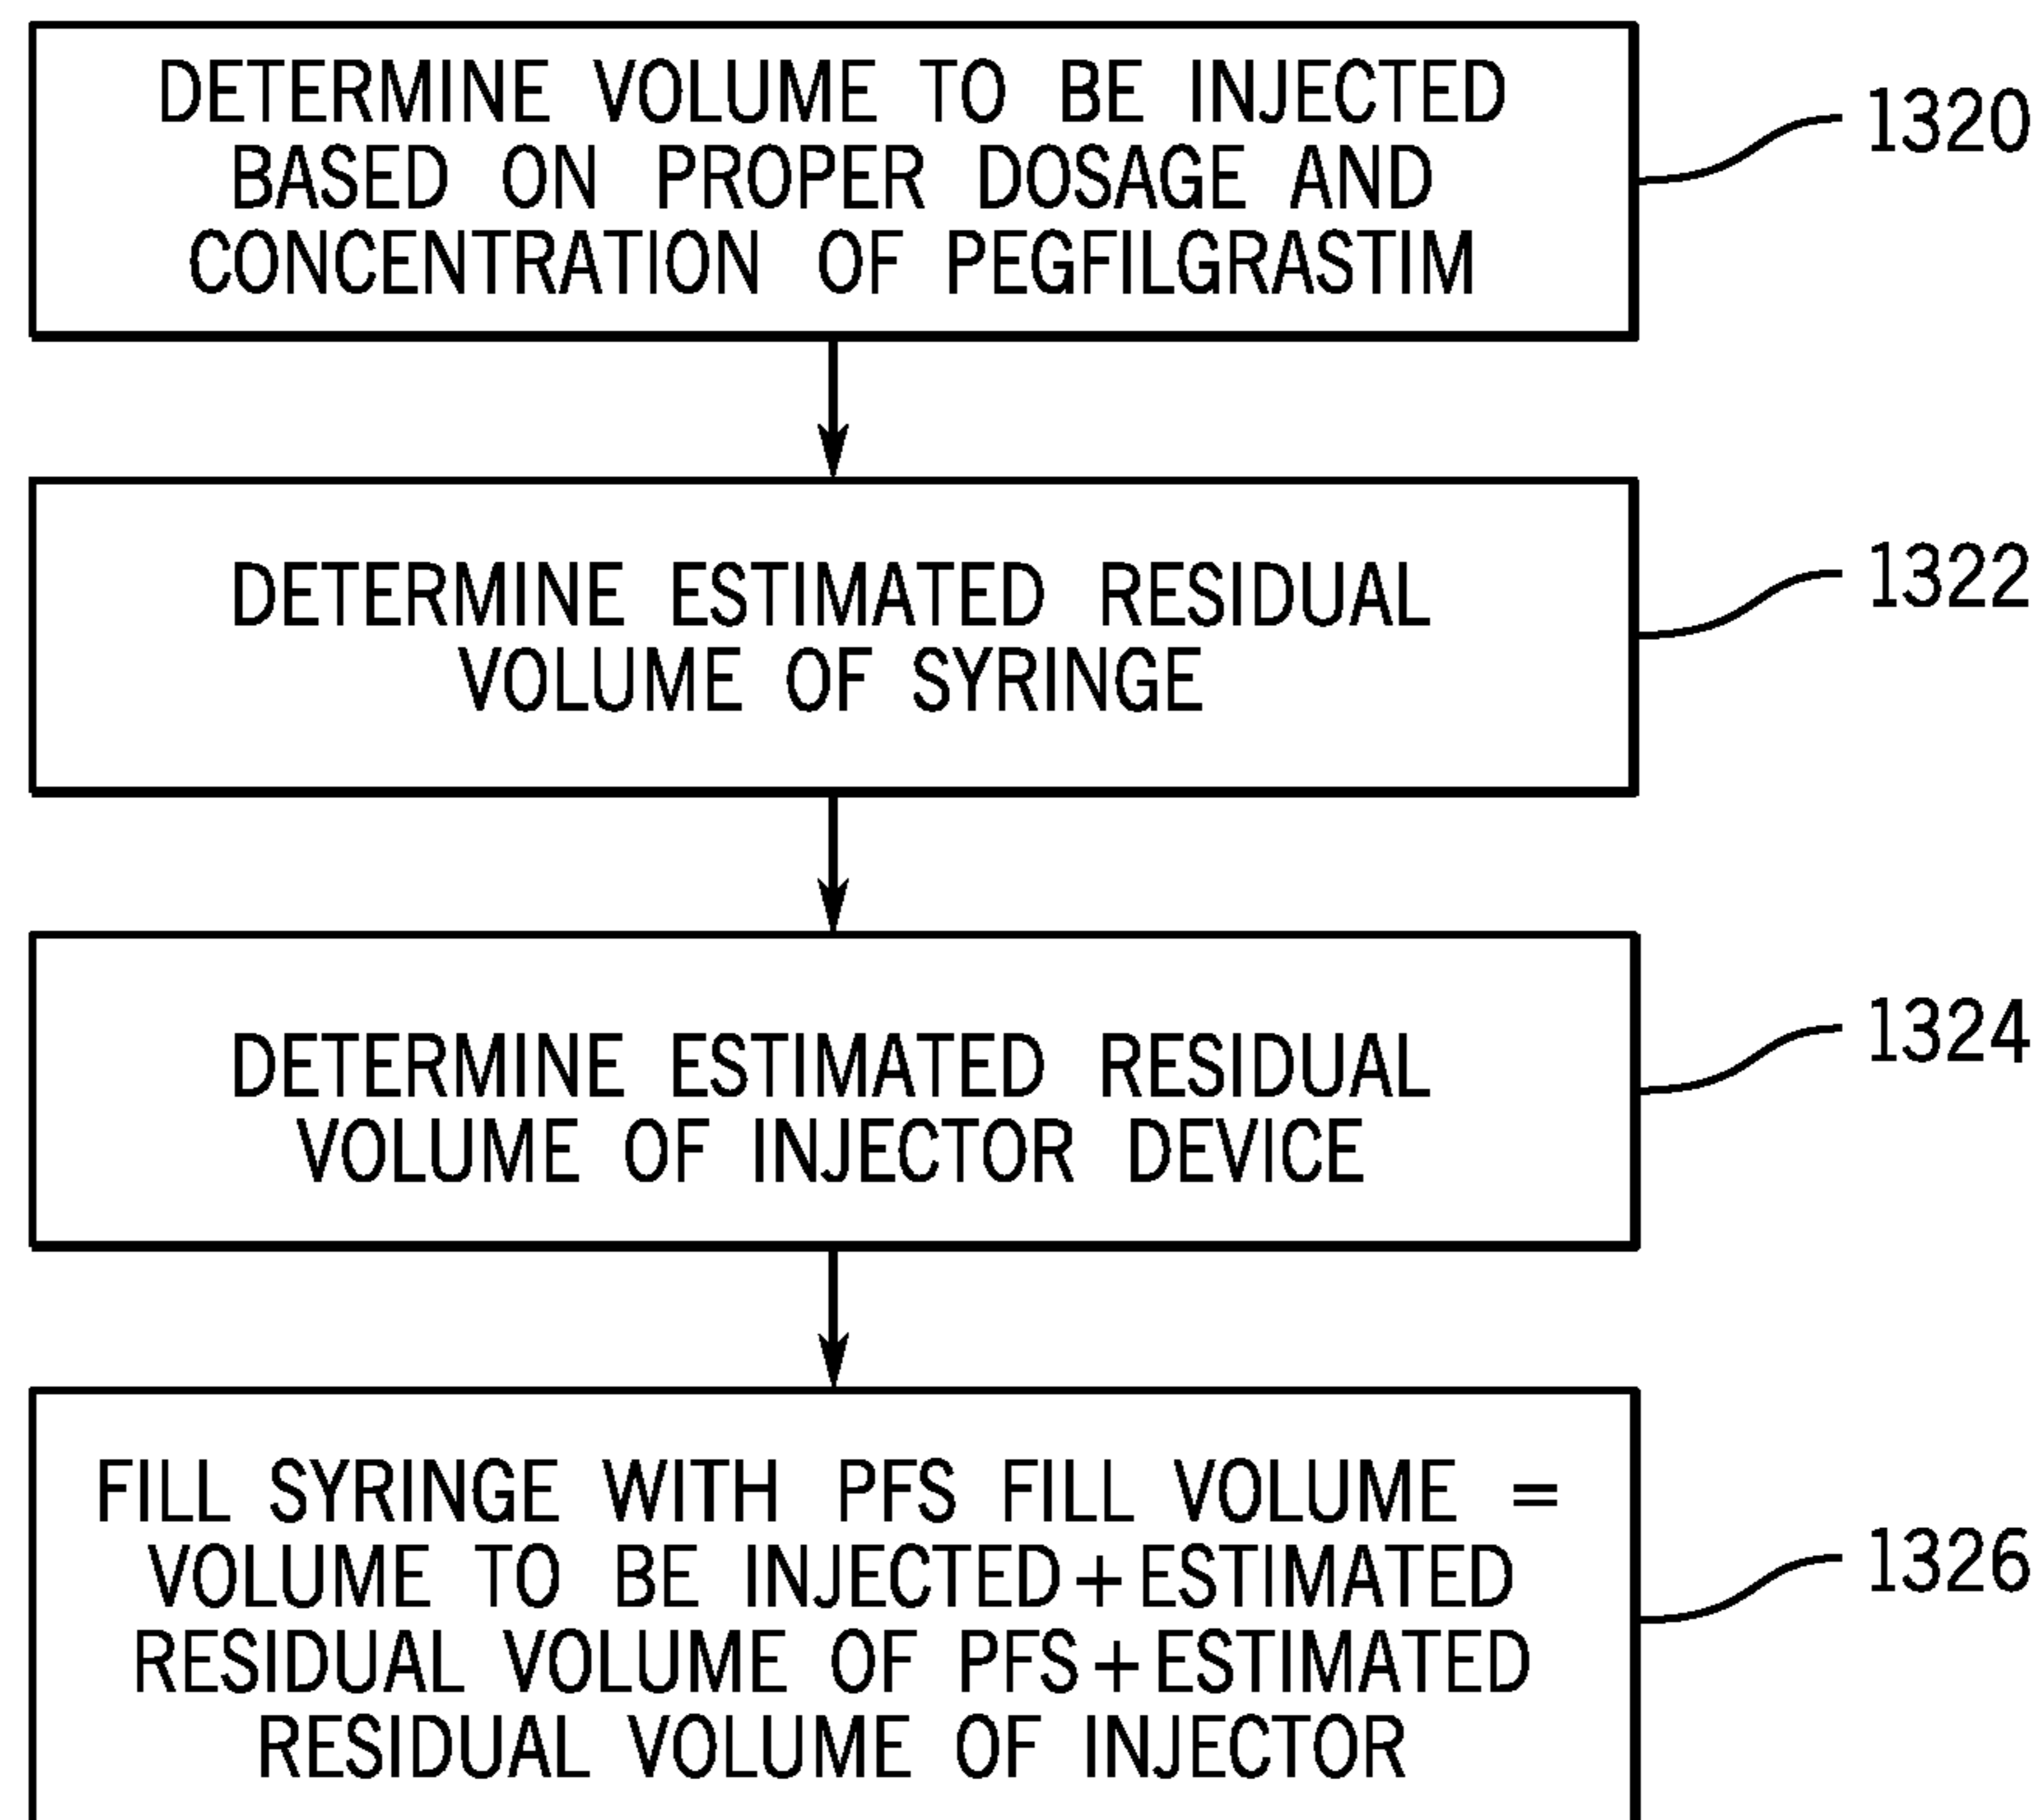 DETERMINE VOLUME TO BE INJECTED
BASED ON PROPER DOSAGE AND
CONCENTRATION OF PEGFILGRASTIM
1320
DETERMINE ESTIMATED RESIDUAL
VOLUME OF SYRINGE
1322
DETERMINE ESTIMATED RESIDUAL
VOLUME OF INJECTOR DEVICE
1324
FILL SYRINGE WITH PFS FILL VOLUME =
VOLUME TO BE INJECTED+ESTIMATED
RESIDUAL VOLUME OF PFS+ESTIMATED
RESIDUAL VOLUME OF INJECTOR
1326